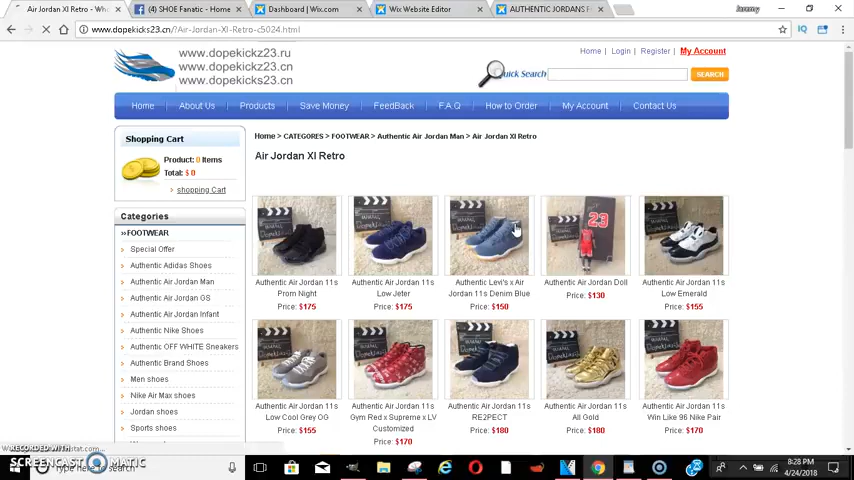 Air Jordan XI Retro -
(4) SHOE Fanatic - Hom
Dashboard | Wix.com
Wix Website Editor
AUTHENTIC JORDANS F
Jeremy
www.dopekicks23.cn/?Air-Jordan-XI-Retro-c5024.html
www.dopekickz23.ru
www.dopekickz23.cn
www.dopekicks23.cn
Home | Login | Register | My Account
Quick Search
SEARCH
Home
About Us
Products
Save Money
FeedBack
F.A.Q
How to Order
My Account
Contact Us
Shopping Cart
Product: 0 Items
Total: $ 0
shopping Cart
Home > CATEGORES > FOOTWEAR > Authentic Air Jordan Man > Air Jordan XI Retro
Air Jordan XI Retro
Categories
»FOOTWEAR
Special Offer
Authentic Adidas Shoes
Authentic Air Jordan Man
Authentic Air Jordan GS
Authentic Air Jordan Infant
Authentic Nike Shoes
Authentic OFF WHITE Sneakers
Authentic Brand Shoes
Men shoes
Nike Air Max shoes
Jordan shoes
Sports shoes
Authentic Air Jordan 11s
Prom Night
Price: $175
Authentic Air Jordan 11s
Low Jeter
Price: $175
Authentic Levi's x Air
Jordan 11s Denim Blue
Price: $150
23
Authentic Air Jordan Doll
Price: $130
Authentic Air Jordan 11s
Low Emerald
Price: $155
Authentic Air Jordan 11s
Low Cool Grey OG
Price: $155
Authentic Air Jordan 11s
Gym Red x Supreme x LV
Customized
Price: $170
Authentic Air Jordan 11s
RE2PECT
Price: $180
Authentic Air Jordan 11s
All Gold
Price: $180
Authentic Air Jordan 11s
Win Like 96 Nike Pair
Price: $170
RECORDED WITH
SCREENCAST MATIC
Type here to search
8:28 PM
4/24/2018